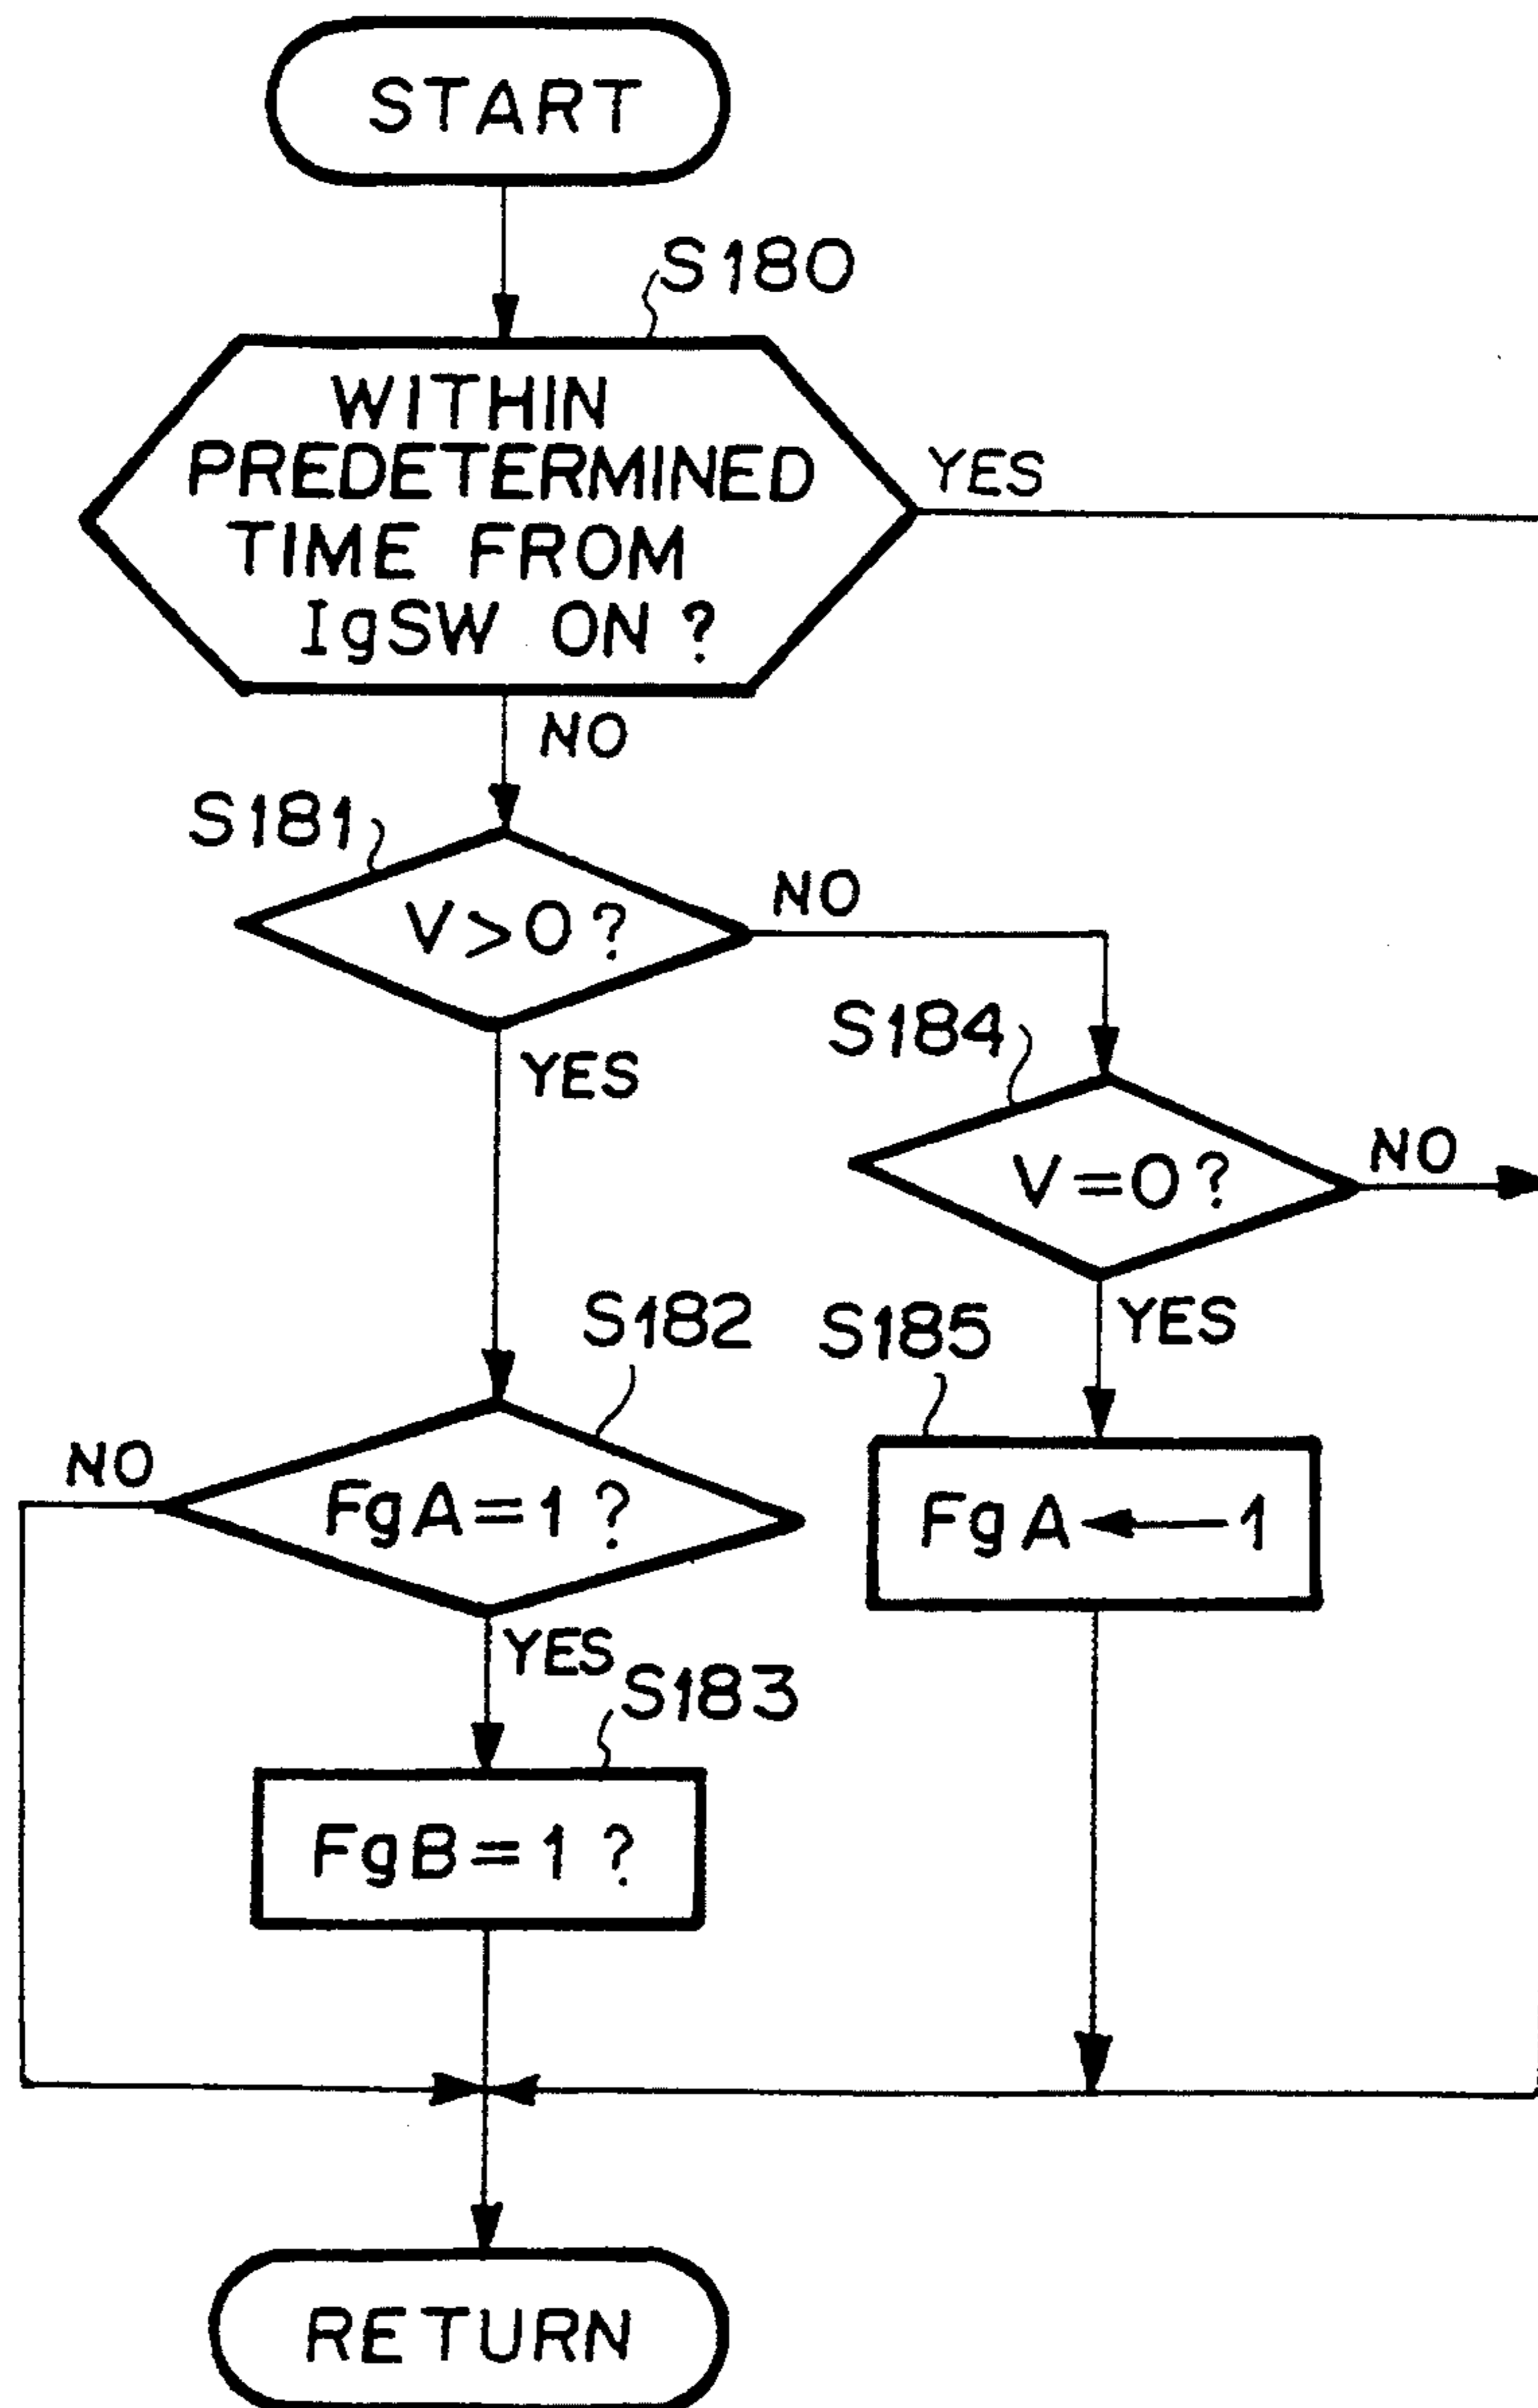 START
S180
WITHIN
PREDETERMINED
TIME FROM
IgSW ON ?
YES
NO
S181
V>0 ?
NO
YES
S184
V=0 ?
NO
YES
S182
FgA=1 ?
NO
YES
S185
FgA ← 1
S183
FgB=1 ?
RETURN